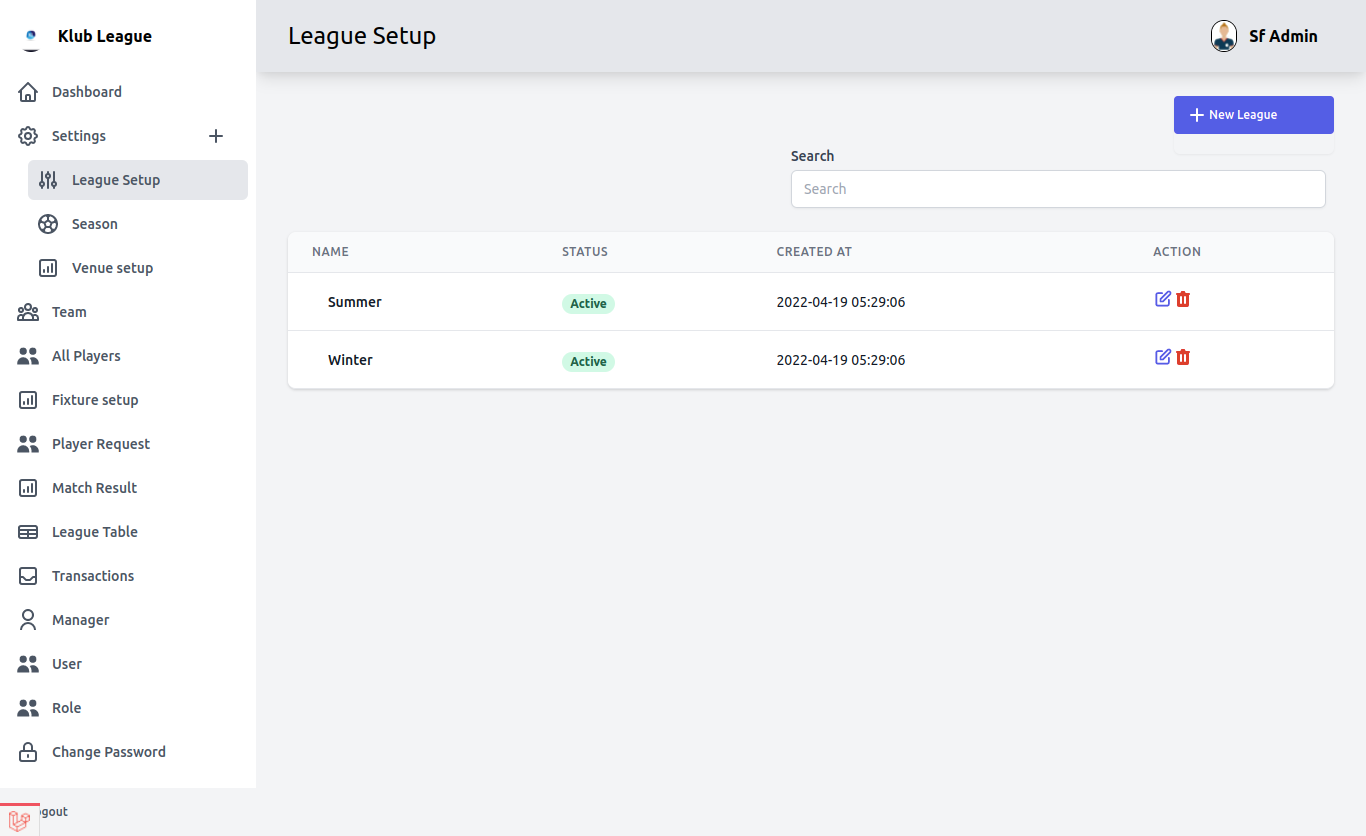 Klub League
League Setup
Sf Admin
Dashboard
Settings
League Setup
Season
Venue setup
Team
All Players
Fixture setup
Player Request
Match Result
League Table
Transactions
Manager
User
Role
Change Password
ogout
New League
Search
Search
NAME STATUS CREATED AT ACTION
Summer Active 2022-04-19 05:29:06
Winter Active 2022-04-19 05:29:06